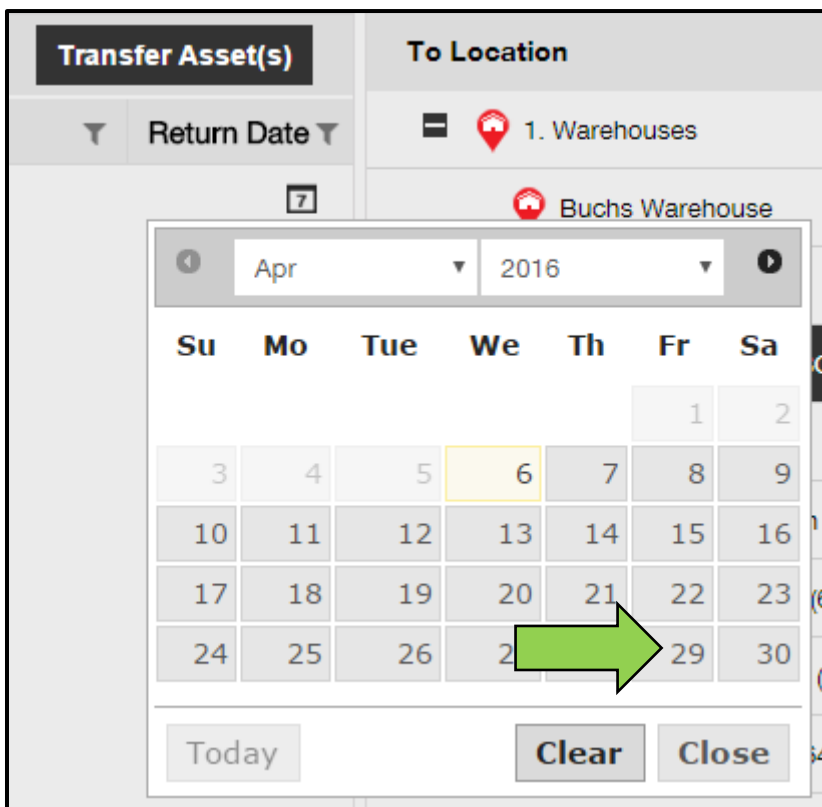 Transfer Asset(s) To Location
Return Date 1. Warehouses
7 Buchs Warehouse
Apr 2016
Su Mo Tue We Th Fr Sa
1 2
3 4 5 6 7 8 9
10 11 12 13 14 15 16
17 18 19 20 21 22 23
24 25 26 29 30
Today Clear Close